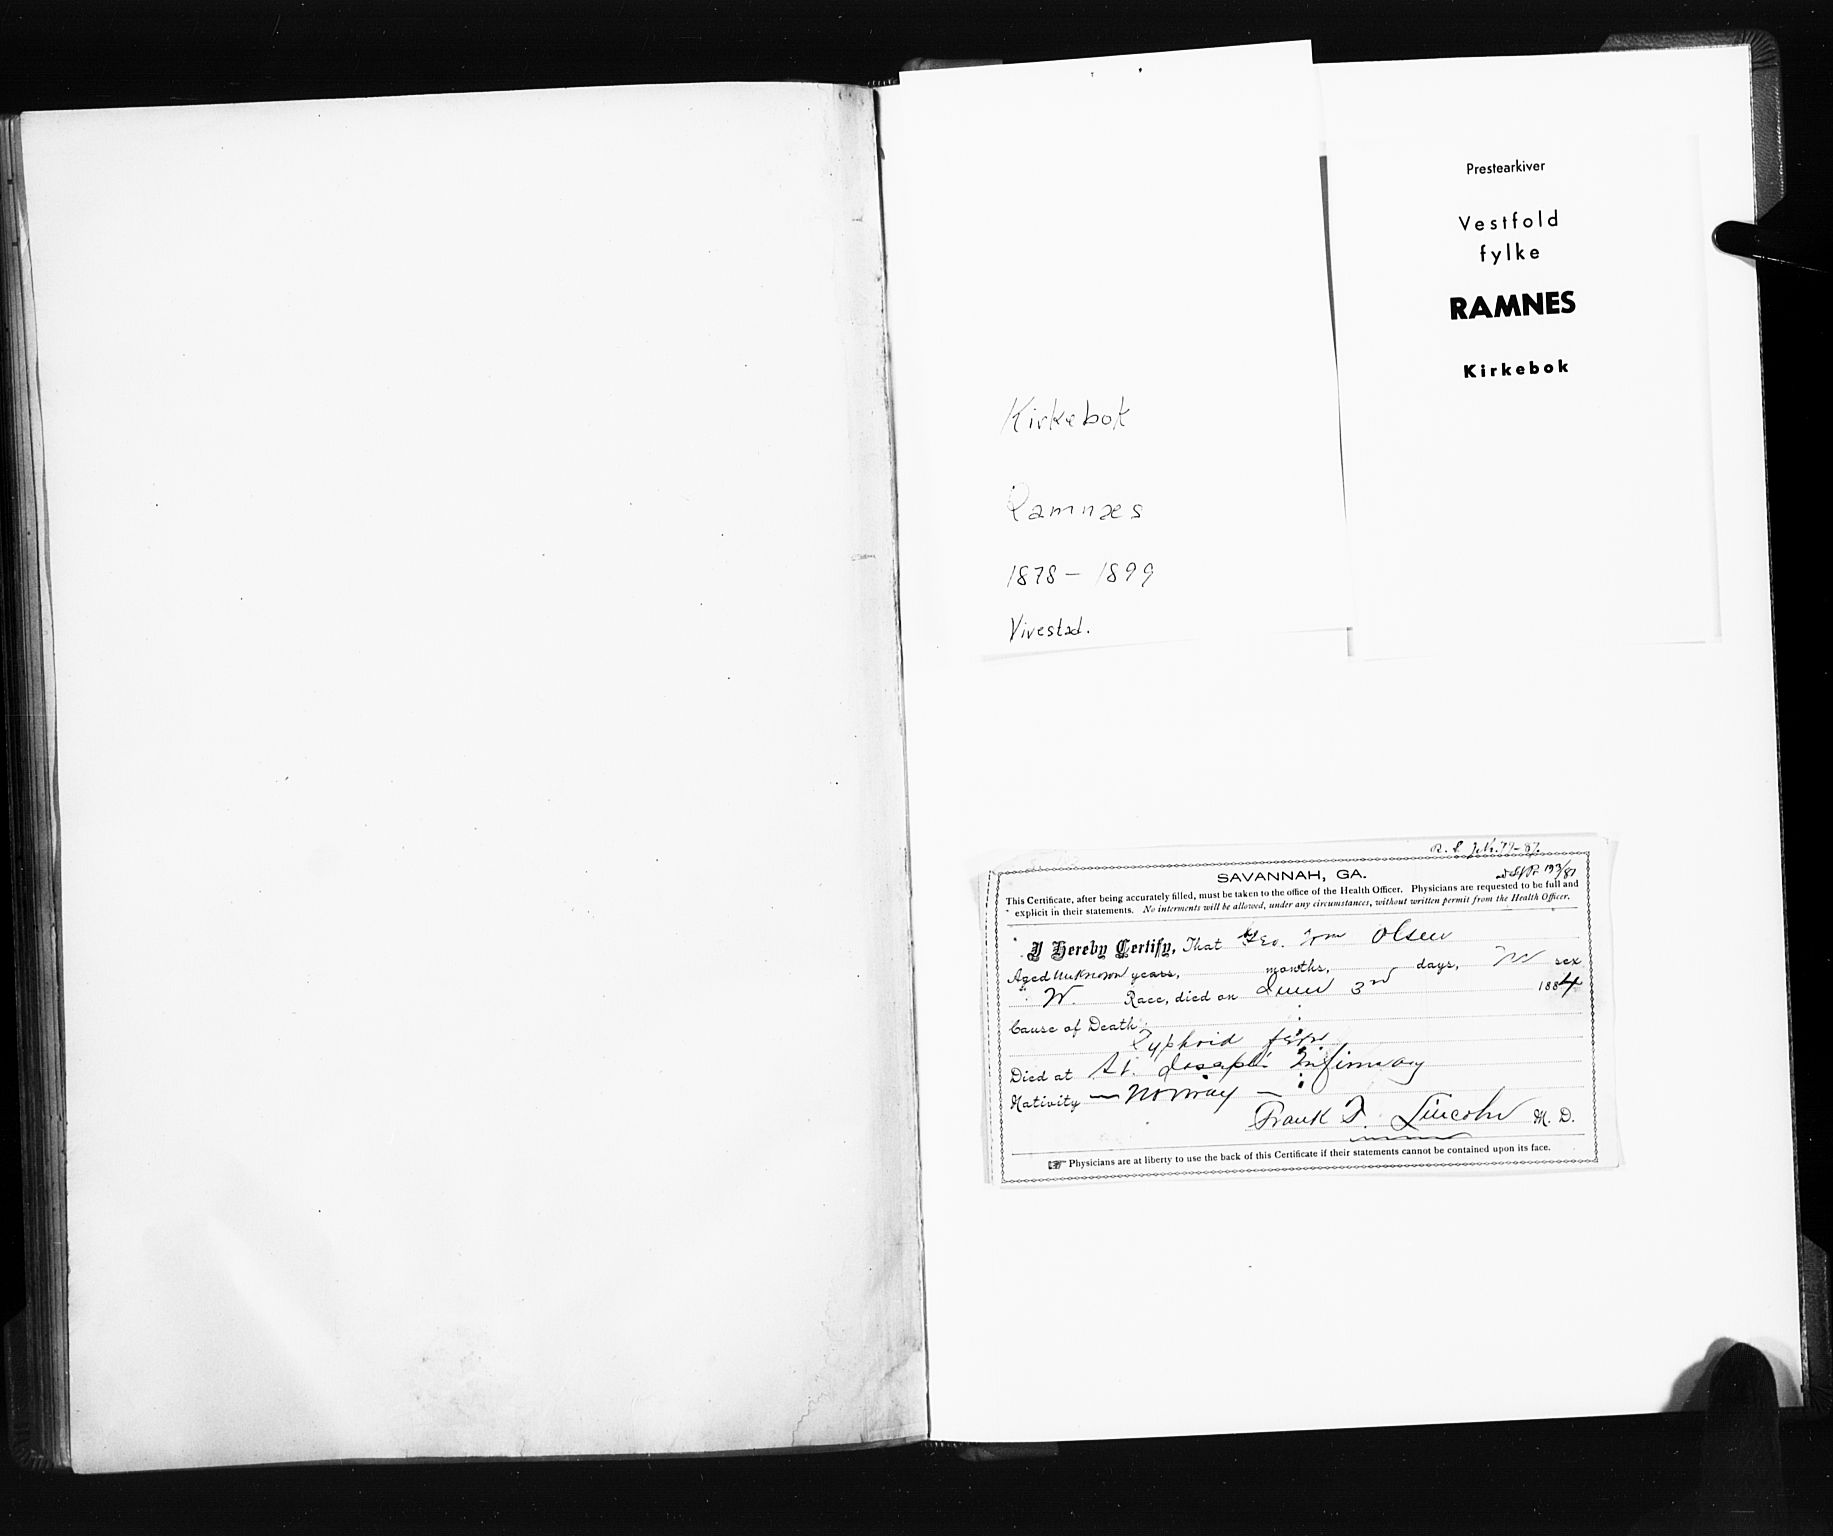 Prestearkiver
Vestfold
fylke
RAMNES
Kirkebok
Kirkebok
Ramnæs
1878 – 1899
Vivestad.
SAVANNAH, GA.
This Certificate, after being accurately filled, must be taken to the office of the Health Officer. Physicians are requested to be full and
explicit in their statements. No interments will be allowed, under any circumstances, without written permit from the Health Officer.
I Hereby Certify, That Geo. Olsen
Aged Unknown years, months, days, M sex
W. Race, died on June 3rd 1884
Cause of Death
Typhoid fever
Died at St. Joseph's Infirmary
Nativity — Norway —
Frank T. Lincoln M. D.
☞ Physicians are at liberty to use the back of this Certificate if their statements cannot be contained upon its face.